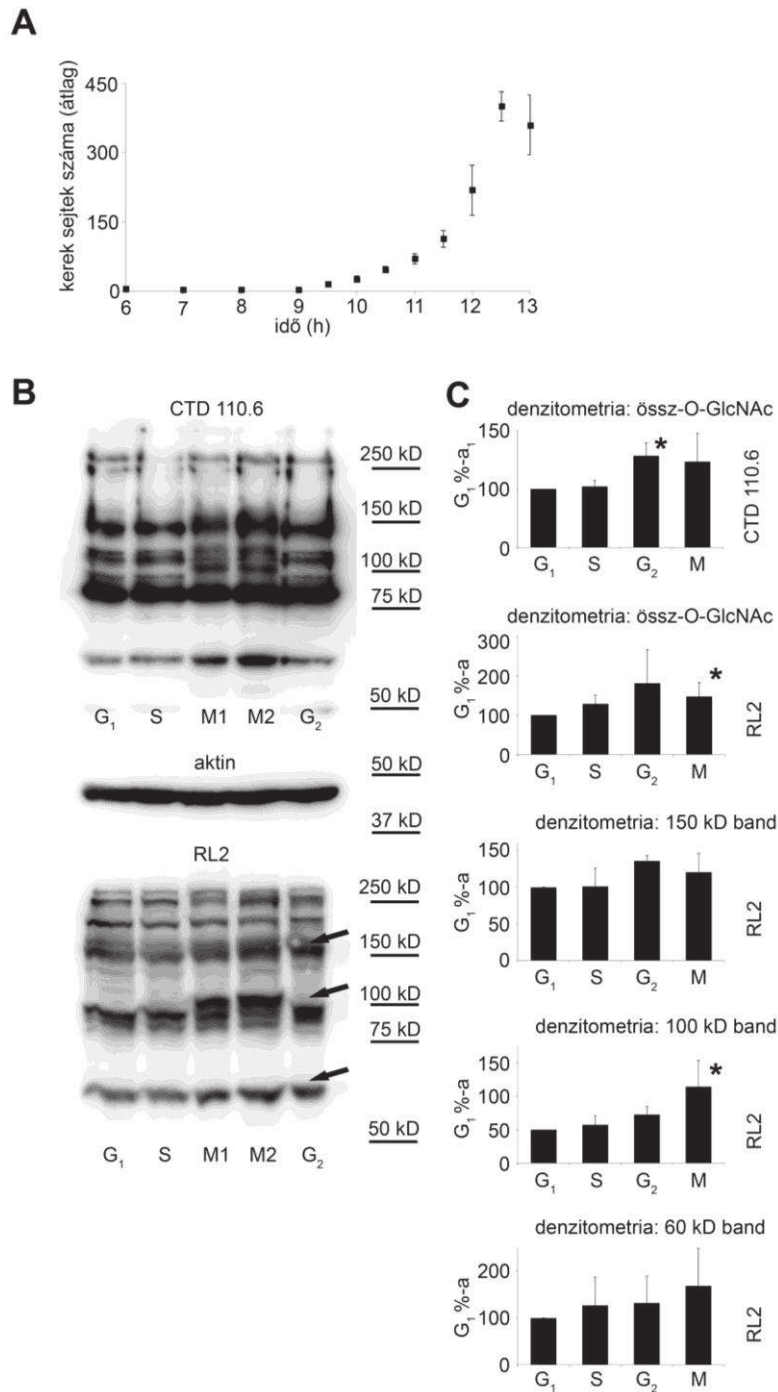 A
kerek sejtek száma (átlag)
450
300
150
0
6 7 8 9 10 11 12 13
idő (h)
B
CTD 110.6
250 kD
150 kD
100 kD
75 kD
50 kD
G₁ S M1 M2 G₂
aktin
50 kD
37 kD
RL2
250 kD
150 kD
100 kD
75 kD
50 kD
G₁ S M1 M2 G₂
C
denzitometria: össz-O-GlcNAc
G₁ %-a₁
150
100
0
*
G₁ S G₂ M
CTD 110.6
denzitometria: össz-O-GlcNAc
G₁ %-a
300
200
100
0
*
G₁ S G₂ M
RL2
denzitometria: 150 kD band
G₁ %-a
150
100
50
0
G₁ S G₂ M
RL2
denzitometria: 100 kD band
G₁ %-a
150
100
50
0
*
G₁ S G₂ M
RL2
denzitometria: 60 kD band
G₁ %-a
200
100
0
G₁ S G₂ M
RL2